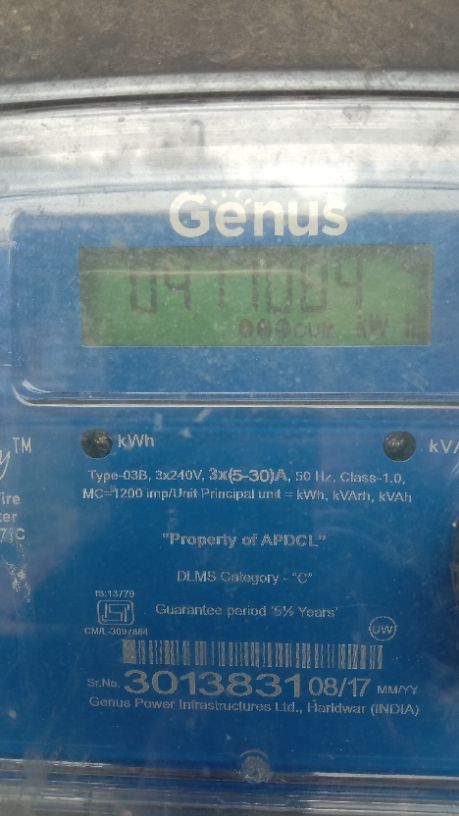 Genus
CUM. kW h
TM
kWh
Type-03B, 3x240V, 3x(5-30)A, 50 Hz, Class-1.0,
MC=1200 imp/Unit Principal unit = kWh, kVArh, kVAh
"Property of APDCL"
DLMS Category - "C"
IS:13779
Guarantee period '5½ Years'
UW
Sr.No. 3013831 08/17 MM/YY
Genus Power Infrastructures Ltd., Haridwar (INDIA)